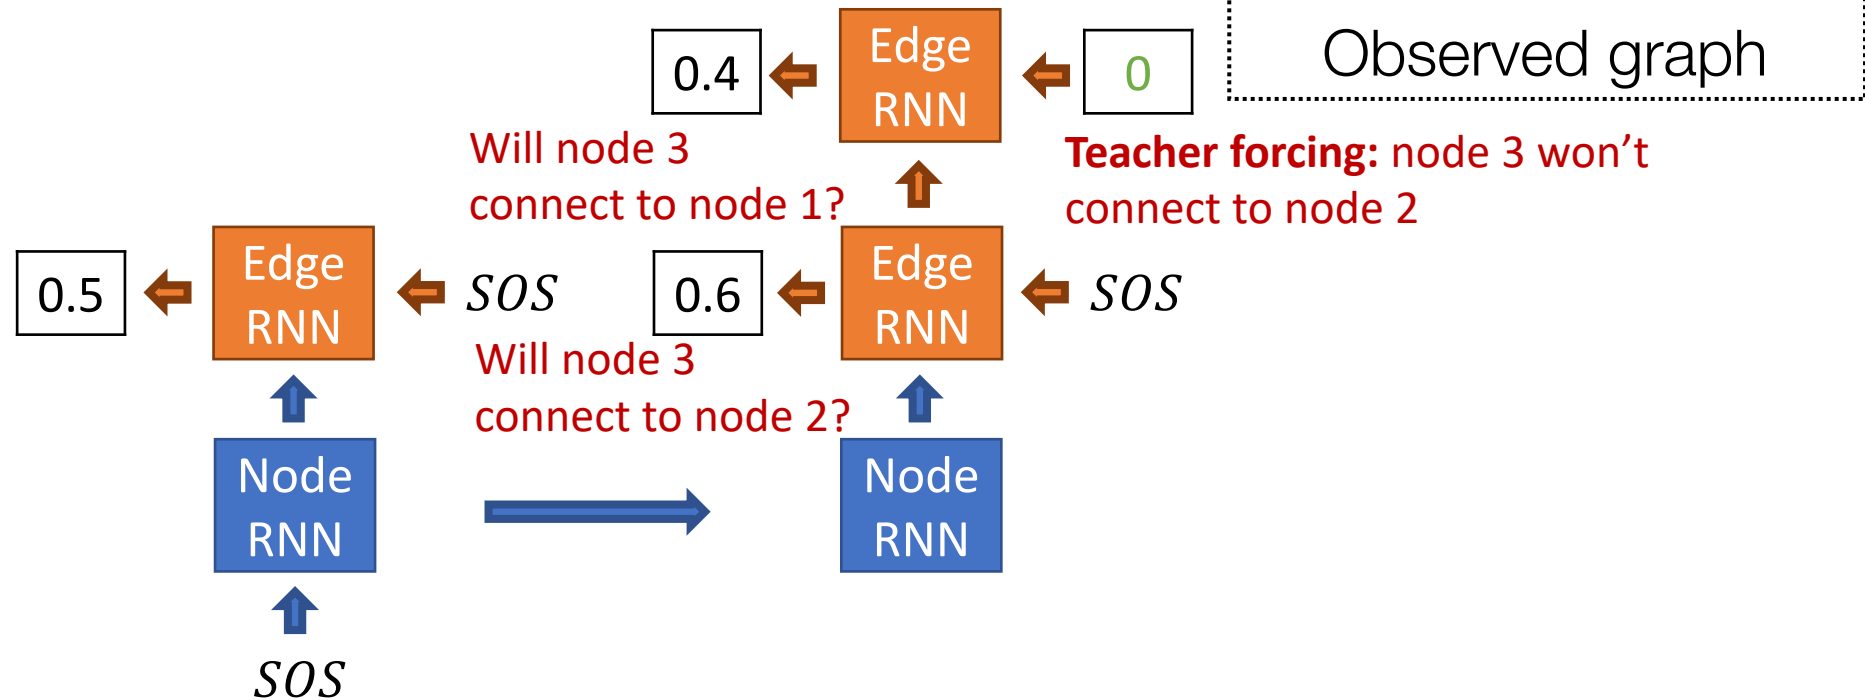 Observed graph
0.4
Edge
RNN
0
Will node 3
connect to node 1?
Teacher forcing: node 3 won’t
connect to node 2
0.5
Edge
RNN
SOS
0.6
Edge
RNN
SOS
Will node 3
connect to node 2?
Node
RNN
Node
RNN
SOS